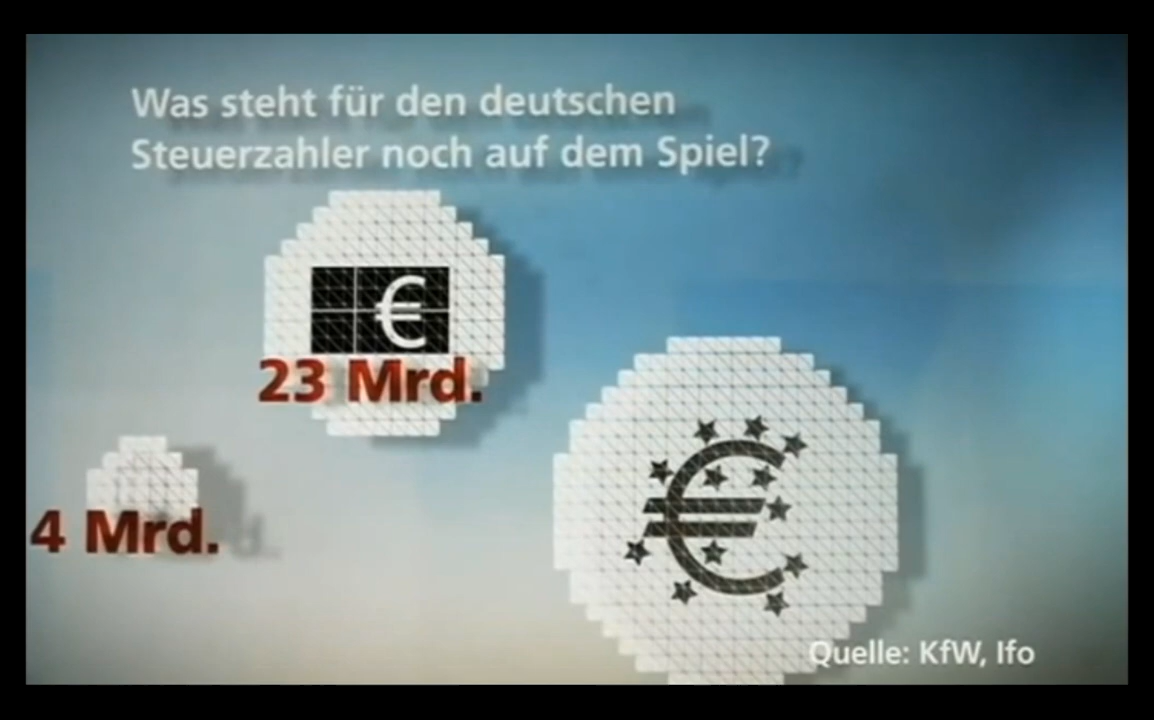 Was steht für den deutschen
Steuerzahler noch auf dem Spiel?
€
23 Mrd.
4 Mrd.
€
Quelle: KfW, Ifo